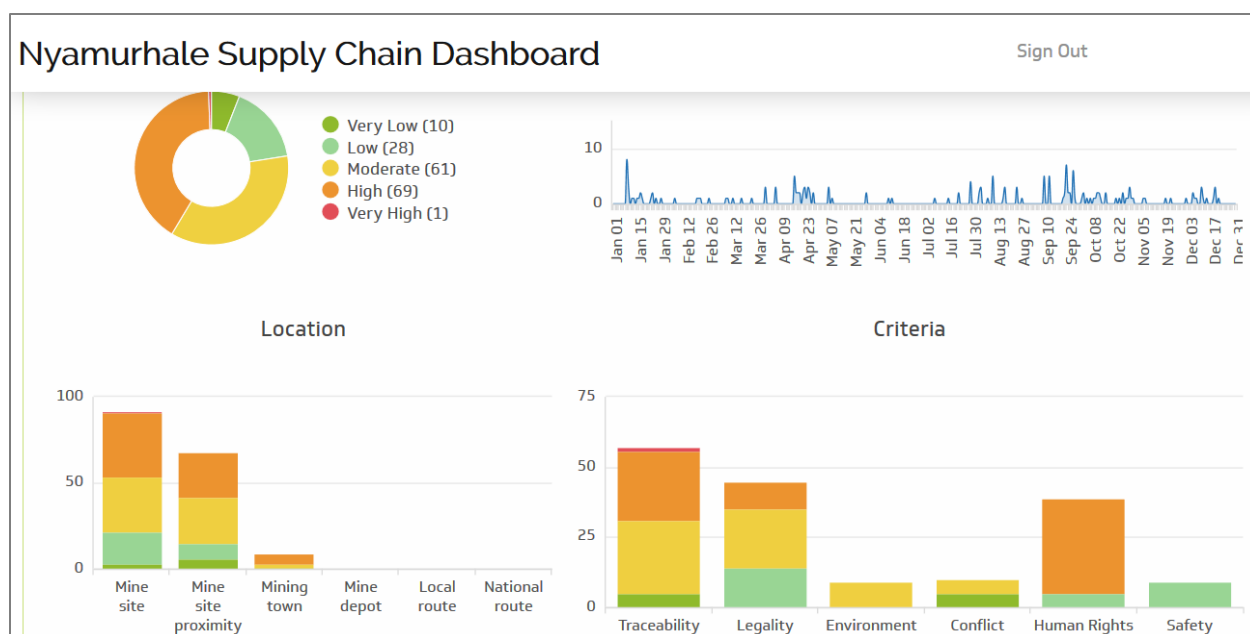 Nyamurhale Supply Chain Dashboard
Sign Out
Very Low (10)
Low (28)
Moderate (61)
High (69)
Very High (1)
10
0
Jan 01
Jan 15
Jan 29
Feb 12
Feb 26
Mar 12
Mar 26
Apr 09
Apr 23
May 07
May 21
Jun 04
Jun 18
Jul 02
Jul 16
Jul 30
Aug 13
Aug 27
Sep 10
Sep 24
Oct 08
Oct 22
Nov 05
Nov 19
Dec 03
Dec 17
Dec 31
Location
100
50
0
Mine site
Mine site proximity
Mining town
Mine depot
Local route
National route
Criteria
75
50
25
0
Traceability
Legality
Environment
Conflict
Human Rights
Safety